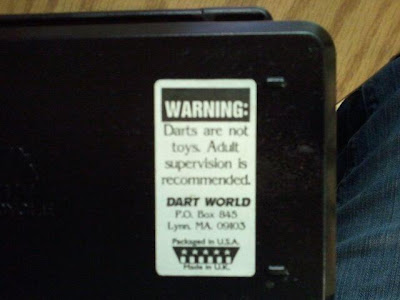 WARNING:
Darts are not
toys. Adult
supervision is
recommended.
DART WORLD
P.O. Box 845
Lynn, MA. 09103
Packaged in U.S.A.
Made in U.K.